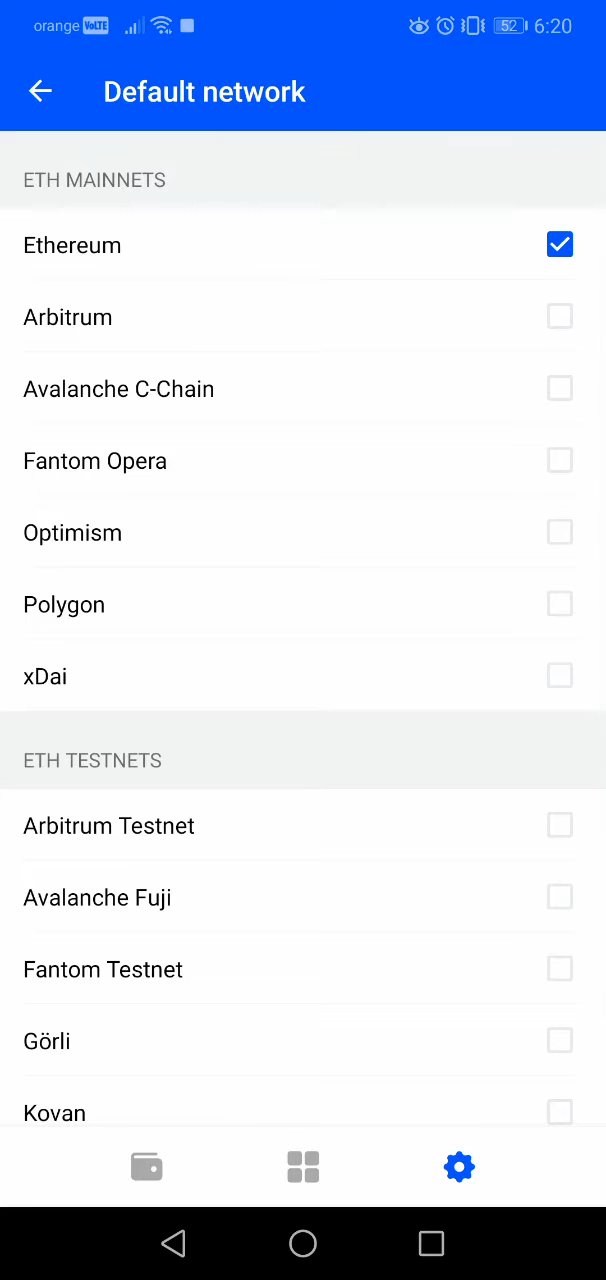 orange VoLTE 52 6:20
Default network
ETH MAINNETS
Ethereum
Arbitrum
Avalanche C-Chain
Fantom Opera
Optimism
Polygon
xDai
ETH TESTNETS
Arbitrum Testnet
Avalanche Fuji
Fantom Testnet
Görli
Kovan